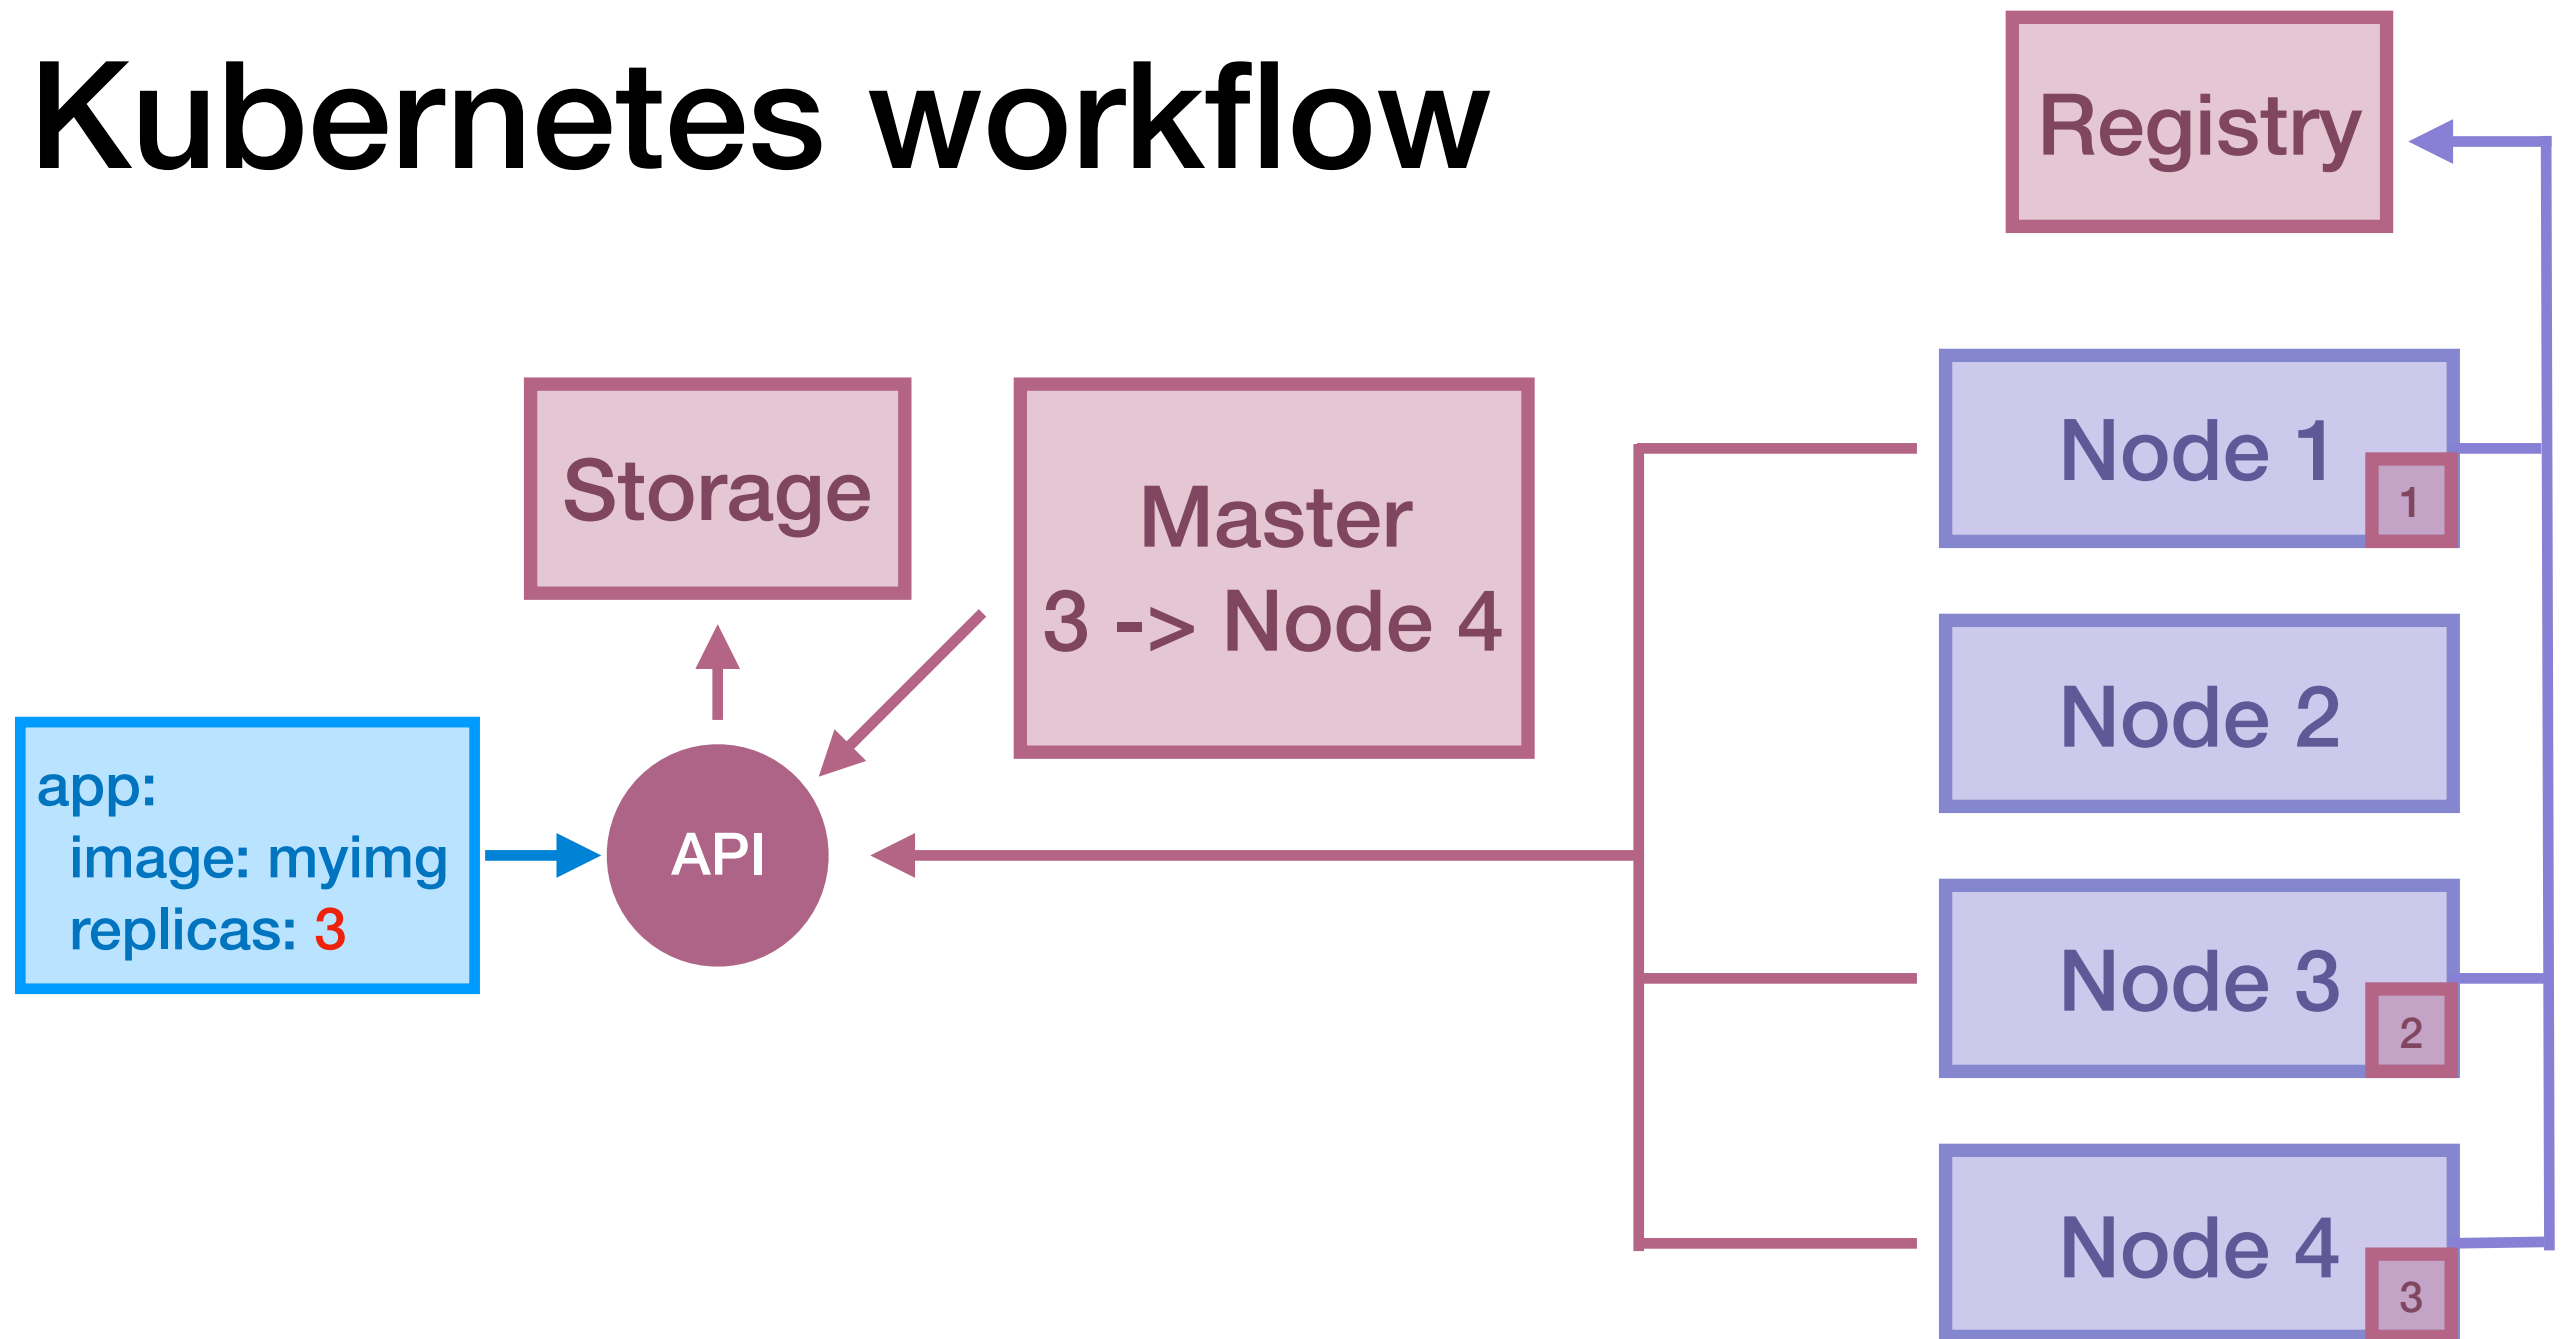 Kubernetes workflow
Registry
Storage
Master
3 -> Node 4
app:
image: myimg
replicas: 3
API
Node 1
1
Node 2
Node 3
2
Node 4
3